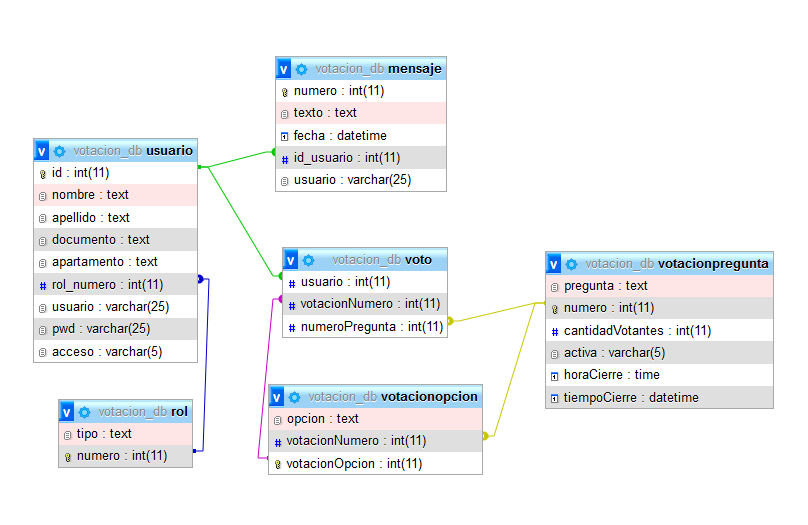 votacion_db mensaje
numero : int(11)
texto : text
fecha : datetime
id_usuario : int(11)
usuario : varchar(25)
votacion_db usuario
id : int(11)
nombre : text
apellido : text
documento : text
apartamento : text
rol_numero : int(11)
usuario : varchar(25)
pwd : varchar(25)
acceso : varchar(5)
votacion_db voto
usuario : int(11)
votacionNumero : int(11)
numeroPregunta : int(11)
votacion_db votacionpregunta
pregunta : text
numero : int(11)
cantidadVotantes : int(11)
activa : varchar(5)
horaCierre : time
tiempoCierre : datetime
votacion_db rol
tipo : text
numero : int(11)
votacion_db votacionopcion
opcion : text
votacionNumero : int(11)
votacionOpcion : int(11)